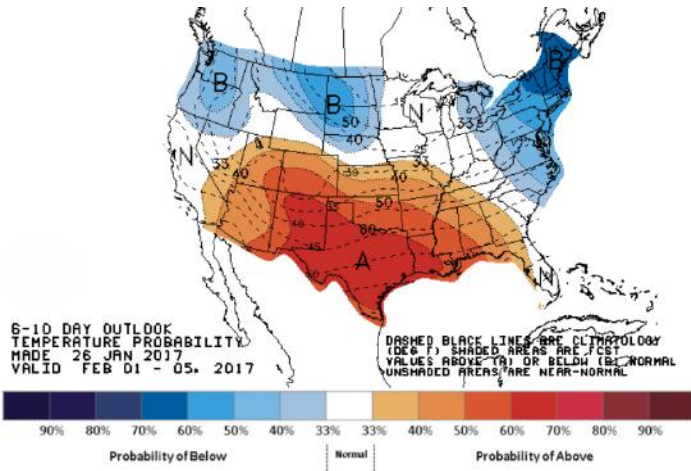 B
B
50
40
N
33
B
N
33
40
33
40
50
60
A
N
6-10 DAY OUTLOOK
TEMPERATURE PROBABILITY
MADE 26 JAN 2017
VALID FEB 01 - 05, 2017
DASHED BLACK LINES ARE CLIMATOLOGY
(DEG F) SHADED AREAS ARE FCST
VALUES ABOVE (A) OR BELOW (B) NORMAL
UNSHADED AREAS ARE NEAR-NORMAL
90% 80% 70% 60% 50% 40% 33% 33% 40% 50% 60% 70% 80% 90%
Probability of Below Normal Probability of Above